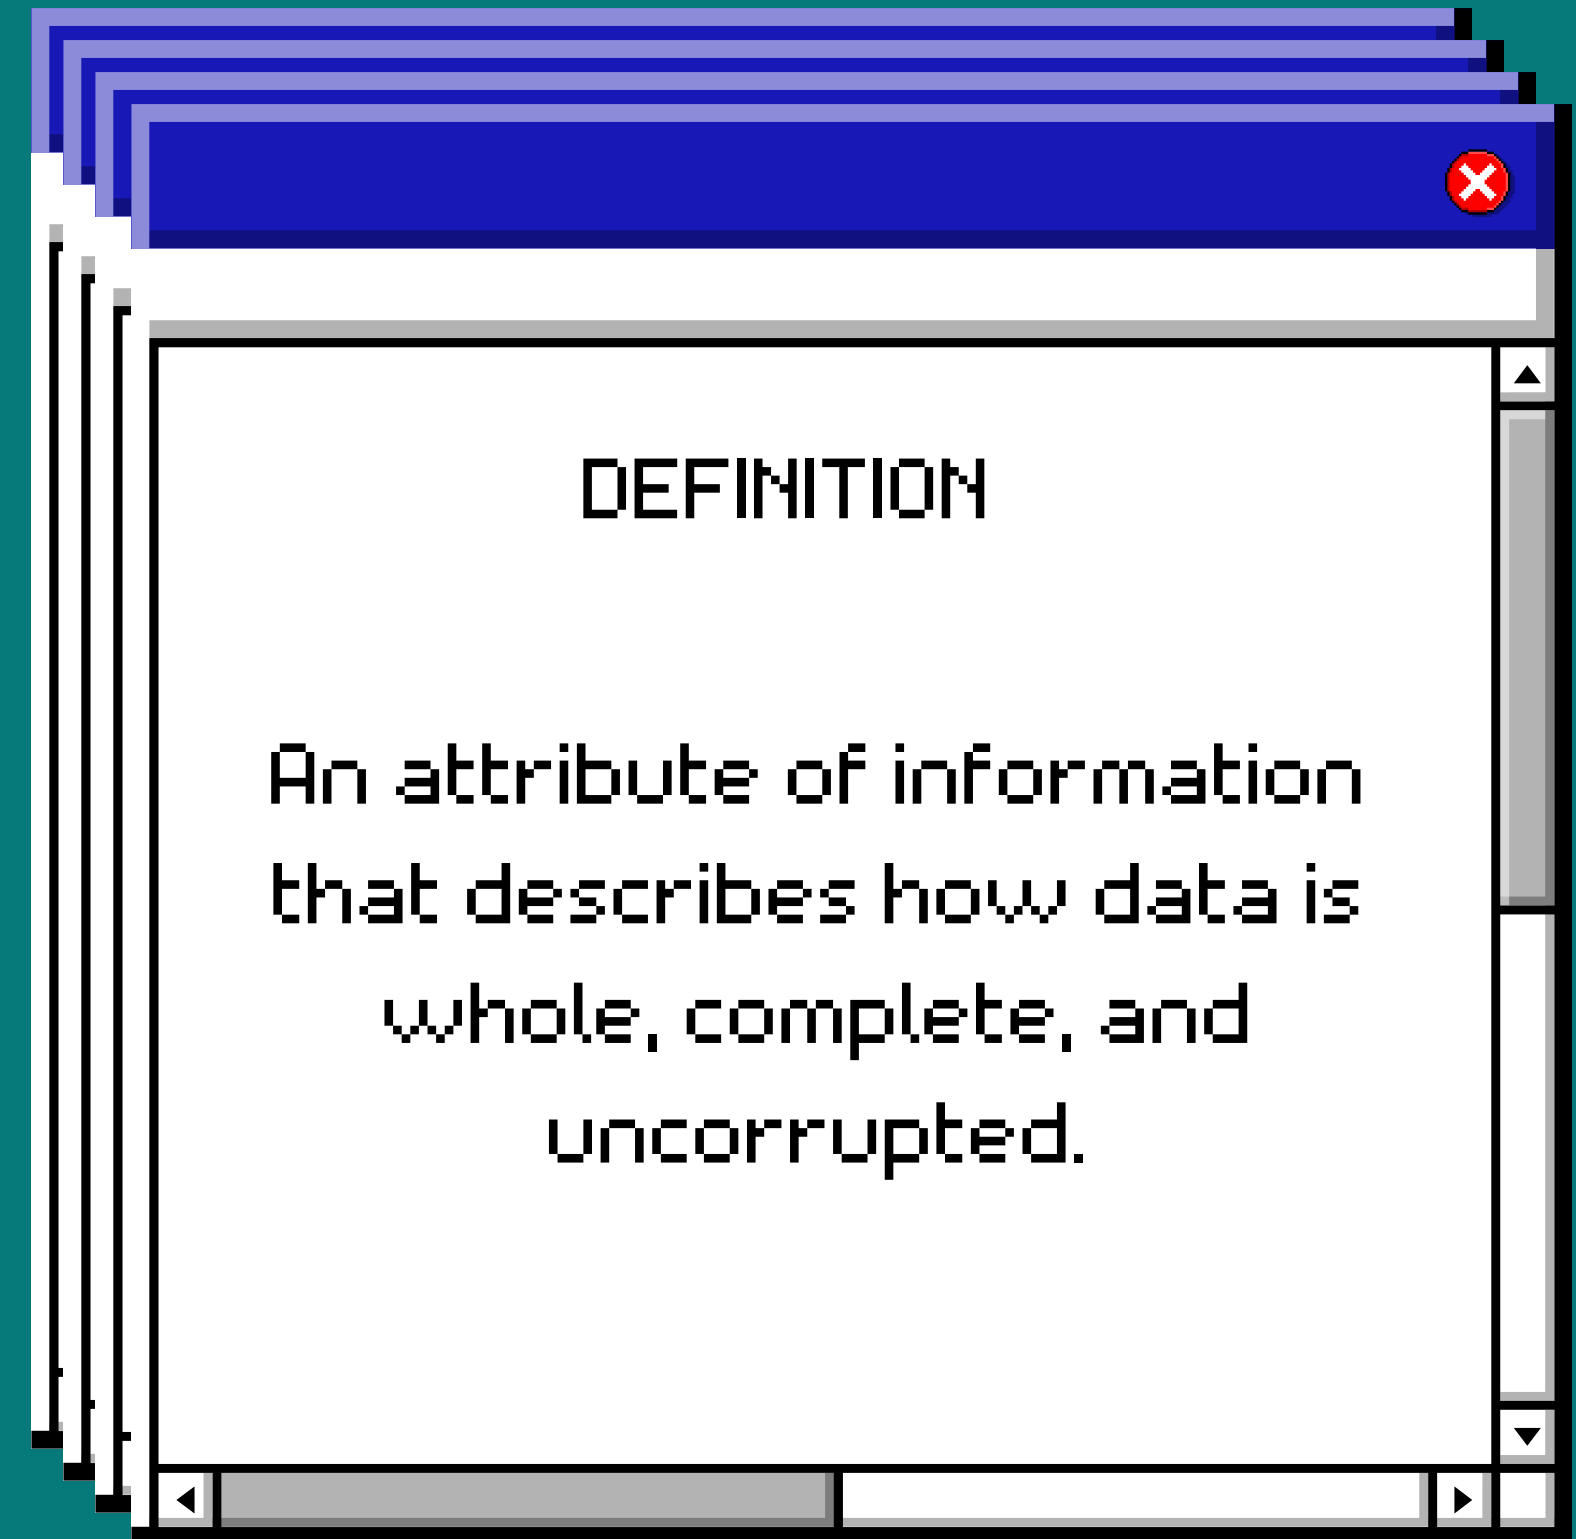 DEFINITION
An attribute of information
that describes how data is
whole, complete, and
uncorrupted.